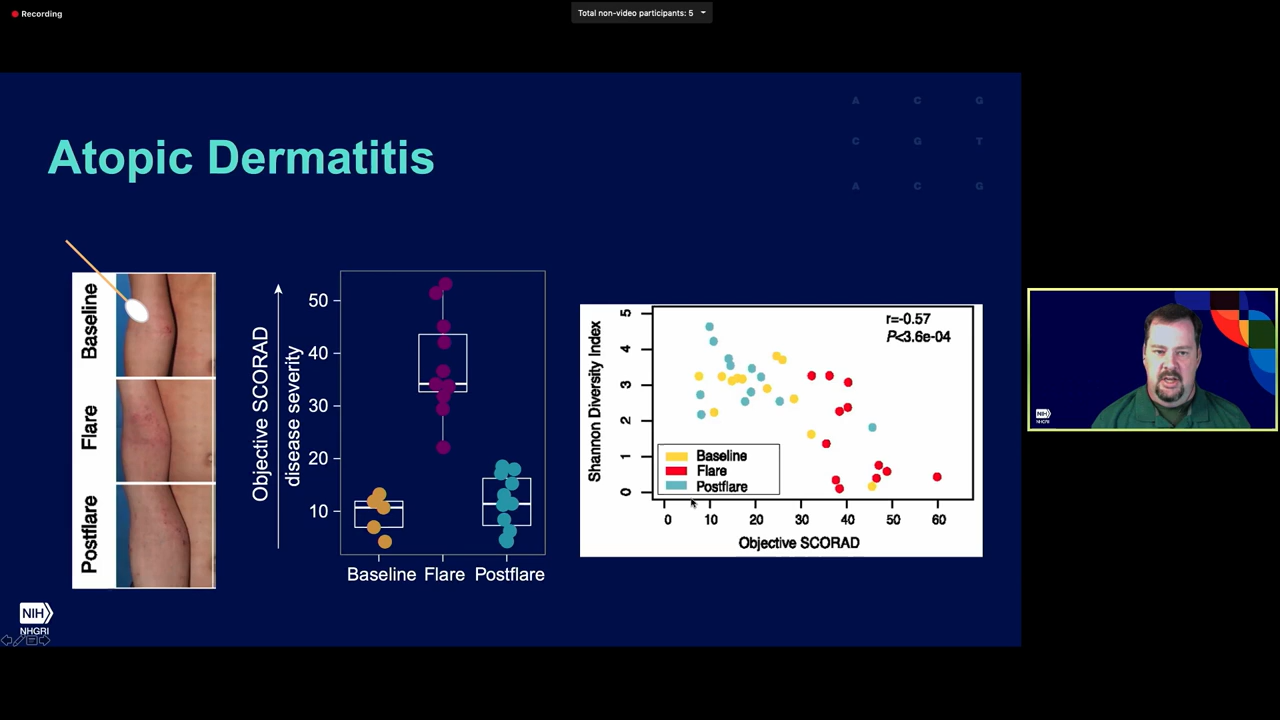 Recording
Total non-video participants: 5
A C G
C G T
A C G
Atopic Dermatitis
Baseline
Flare
Postflare
Objective SCORAD
disease severity
50
40
30
20
10
Baseline Flare Postflare
Shannon Diversity Index
5
4
3
2
1
0
r=-0.57
P<3.6e-04
Baseline
Flare
Postflare
0 10 20 30 40 50 60
Objective SCORAD
NIH
NHGRI
NIH
NHGRI